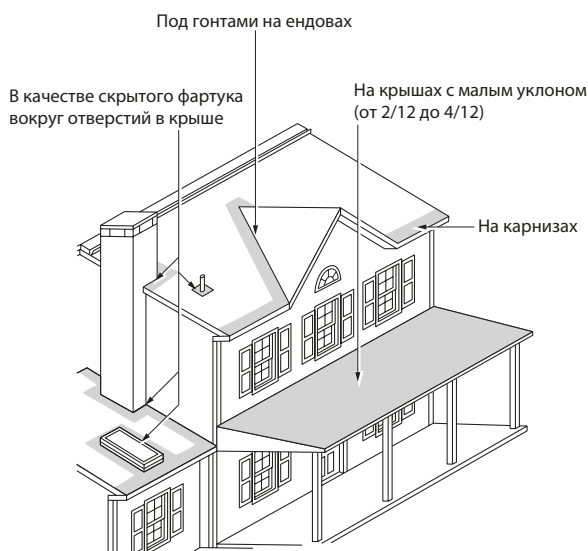 Под гонтами на ендовах
В качестве скрытого фартука
вокруг отверстий в крыше
На крышах с малым уклоном
(от 2/12 до 4/12)
На карнизах